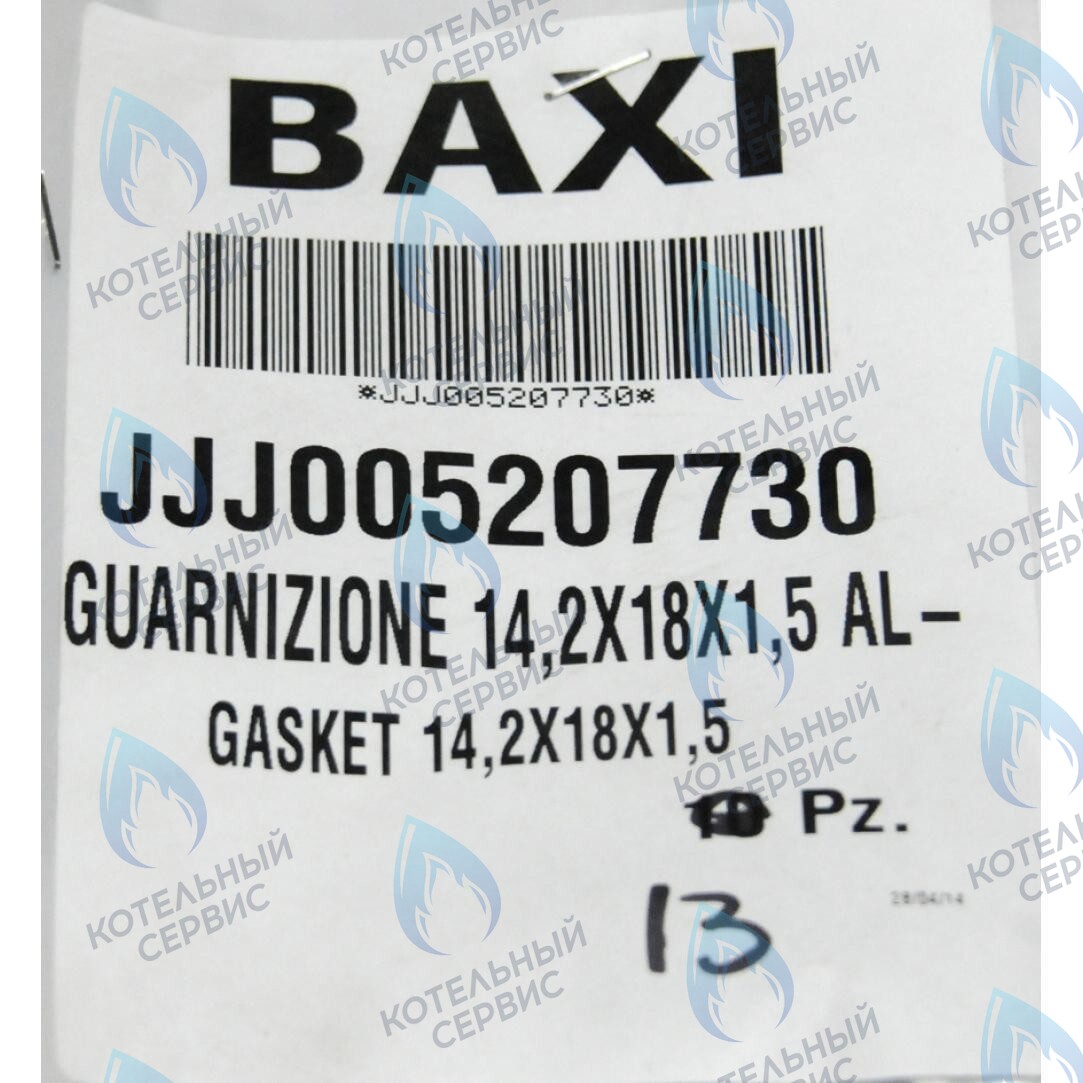 BAXI
*JJJ005207730*
JJJ005207730
GUARNIZIONE 14,2X18X1,5 AL-
GASKET 14,2X18X1,5
10 Pz.
13
28/04/14
КОТЕЛЬНЫЙ
СЕРВИС